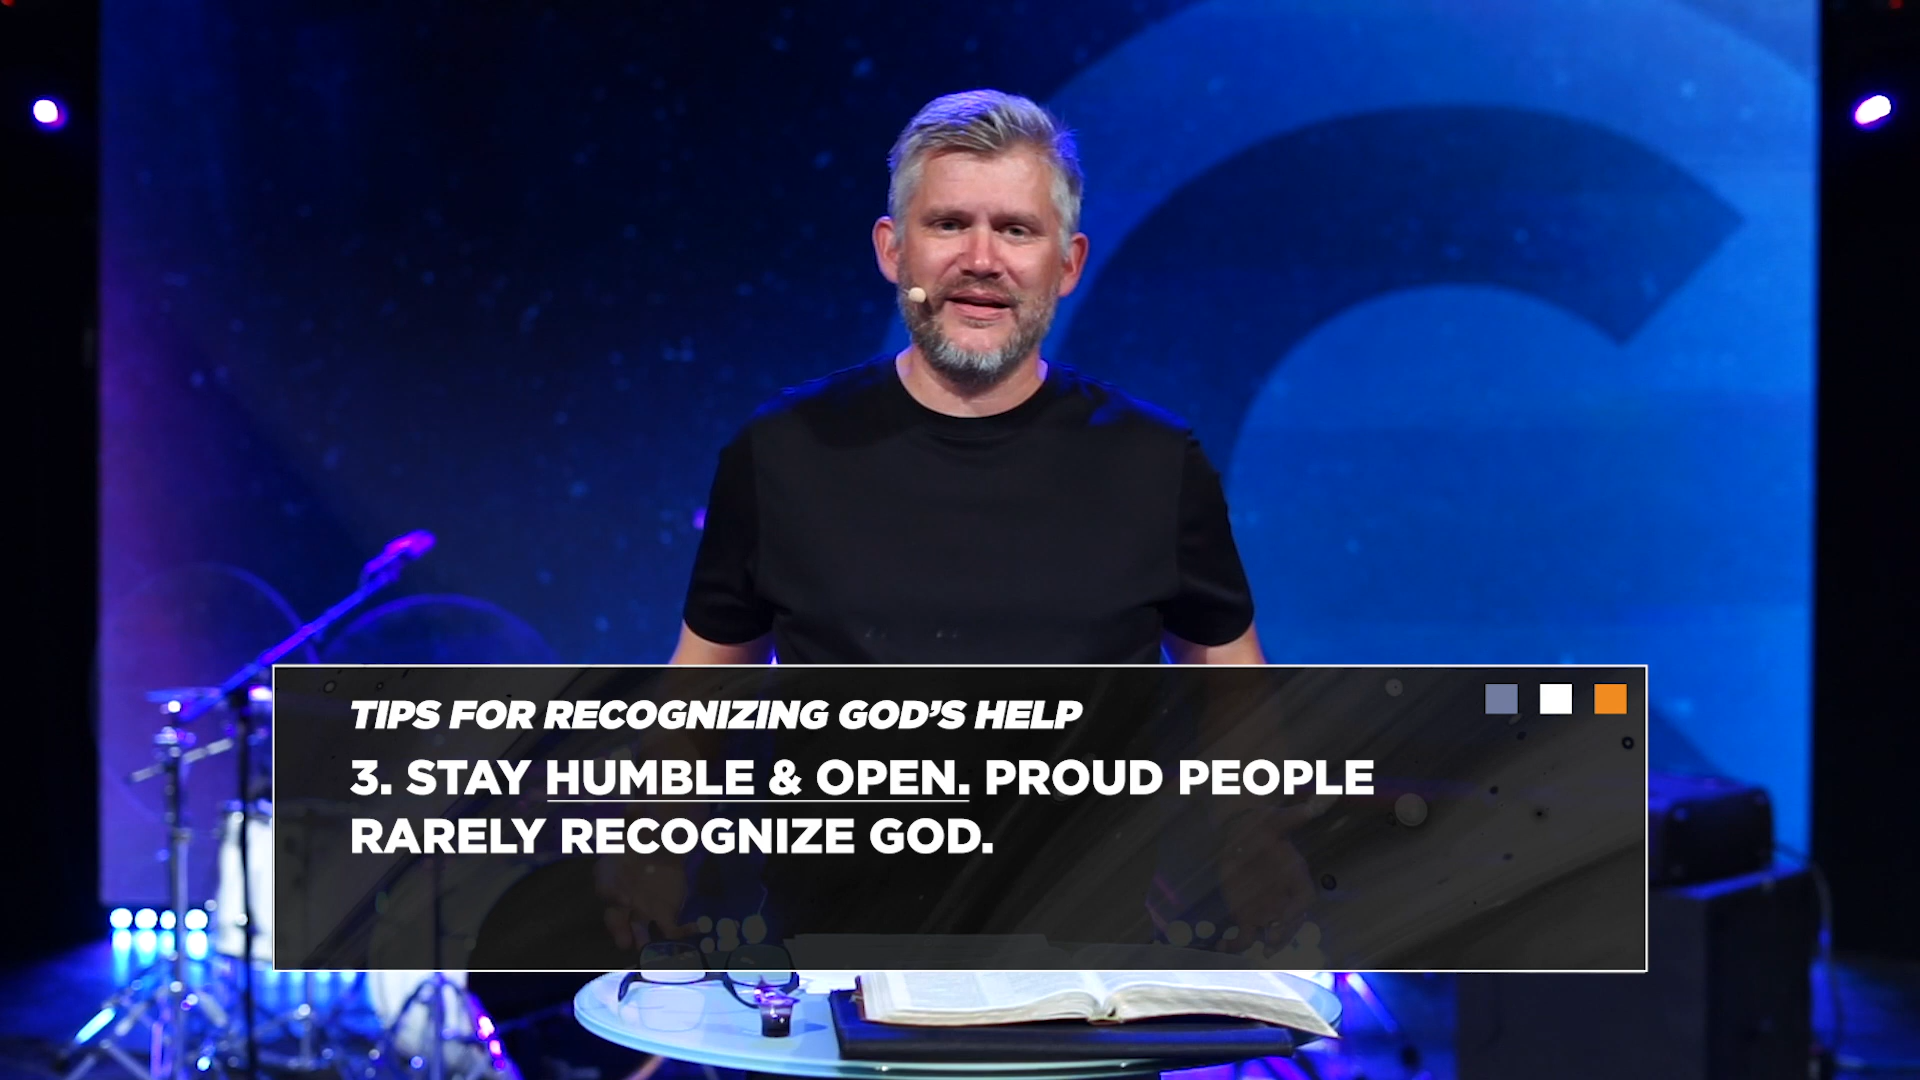 TIPS FOR RECOGNIZING GOD'S HELP
3. STAY HUMBLE & OPEN. PROUD PEOPLE
RARELY RECOGNIZE GOD.